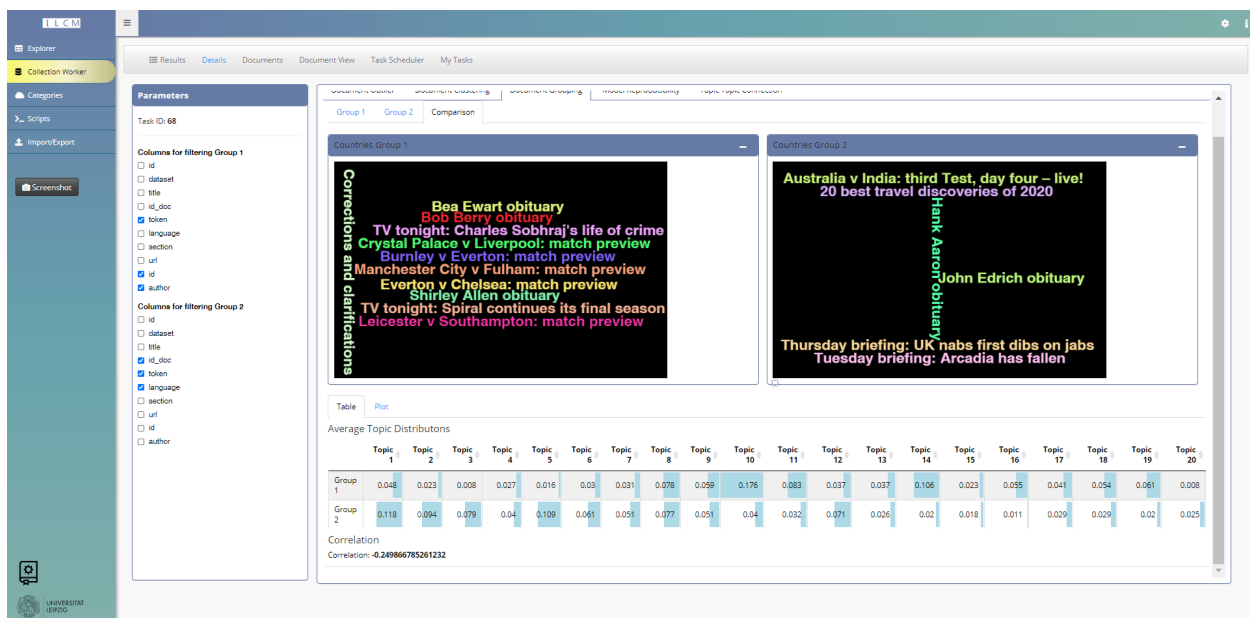 ILCM
Explorer
Collection Worker
Categories
Scripts
Import/Export
Screenshot
UNIVERSITAT
LEIPZIG
Results Details Documents Document View Task Scheduler My Tasks
Parameters
Task ID: 68
Columns for filtering Group 1
id
dataset
title
id_doc
token
language
section
url
id
author
Columns for filtering Group 2
id
dataset
title
id_doc
token
language
section
url
id
author
Document Outlier Document Clustering Document Grouping Model Reproducibility Topic Topic Connection
Group 1 Group 2 Comparison
Countries Group 1
Corrections and clarifications
Bea Ewart obituary
Bob Berry obituary
TV tonight: Charles Sobhraj's life of crime
Crystal Palace v Liverpool: match preview
Burnley v Everton: match preview
Manchester City v Fulham: match preview
Everton v Chelsea: match preview
Shirley Allen obituary
TV tonight: Spiral continues its final season
Leicester v Southampton: match preview
Countries Group 2
Australia v India: third Test, day four – live!
20 best travel discoveries of 2020
Hank Aaron obituary
John Edrich obituary
Thursday briefing: UK nabs first dibs on jabs
Tuesday briefing: Arcadia has fallen
Table Plot
Average Topic Distributons
Topic 1 Topic 2 Topic 3 Topic 4 Topic 5 Topic 6 Topic 7 Topic 8 Topic 9 Topic 10 Topic 11 Topic 12 Topic 13 Topic 14 Topic 15 Topic 16 Topic 17 Topic 18 Topic 19 Topic 20
Group 1 0.048 0.023 0.008 0.027 0.016 0.03 0.031 0.078 0.059 0.176 0.083 0.037 0.037 0.106 0.023 0.055 0.041 0.054 0.061 0.008
Group 2 0.118 0.094 0.079 0.04 0.109 0.061 0.051 0.077 0.051 0.04 0.032 0.071 0.026 0.02 0.018 0.011 0.029 0.029 0.02 0.025
Correlation
Correlation: -0.249866785261232